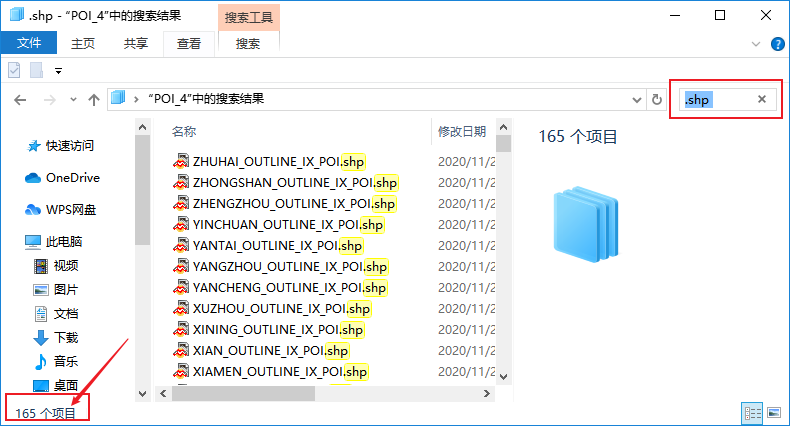 .shp - “POI_4”中的搜索结果
搜索工具
文件
主页
共享
查看
搜索
“POI_4”中的搜索结果
.shp
快速访问
OneDrive
WPS网盘
此电脑
视频
图片
文档
下载
音乐
桌面
名称
修改日期
ZHUHAI_OUTLINE_IX_POI.shp 2020/11/2
ZHONGSHAN_OUTLINE_IX_POI.shp 2020/11/2
ZHENGZHOU_OUTLINE_IX_POI.shp 2020/11/2
YINCHUAN_OUTLINE_IX_POI.shp 2020/11/2
YANTAI_OUTLINE_IX_POI.shp 2020/11/2
YANGZHOU_OUTLINE_IX_POI.shp 2020/11/2
YANCHENG_OUTLINE_IX_POI.shp 2020/11/2
XUZHOU_OUTLINE_IX_POI.shp 2020/11/2
XINING_OUTLINE_IX_POI.shp 2020/11/2
XIAN_OUTLINE_IX_POI.shp 2020/11/2
XIAMEN_OUTLINE_IX_POI.shp 2020/11/2
165 个项目
165 个项目